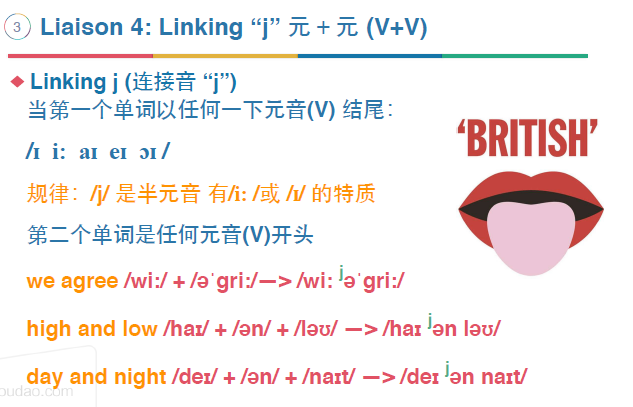 3 Liaison 4: Linking “j” 元 + 元 (V+V)
◆ Linking j (连接音 “j”)
当第一个单词以任何一下元音(V) 结�：
/ɪ i: aɪ eɪ ɔɪ /
‘BRITISH’
规律：/j/ 是半元音 有/i: /或 /ɪ/ 的特质
第二个单词是任何元音(V)开头
we agree /wi:/ + /əˈgri:/—> /wi: ʲəˈgri:/
high and low /haɪ/ + /ən/ + /ləʊ/ —> /haɪ ʲən ləʊ/
day and night /deɪ/ + /ən/ + /naɪt/ —> /deɪ ʲən naɪt/
oudao.com